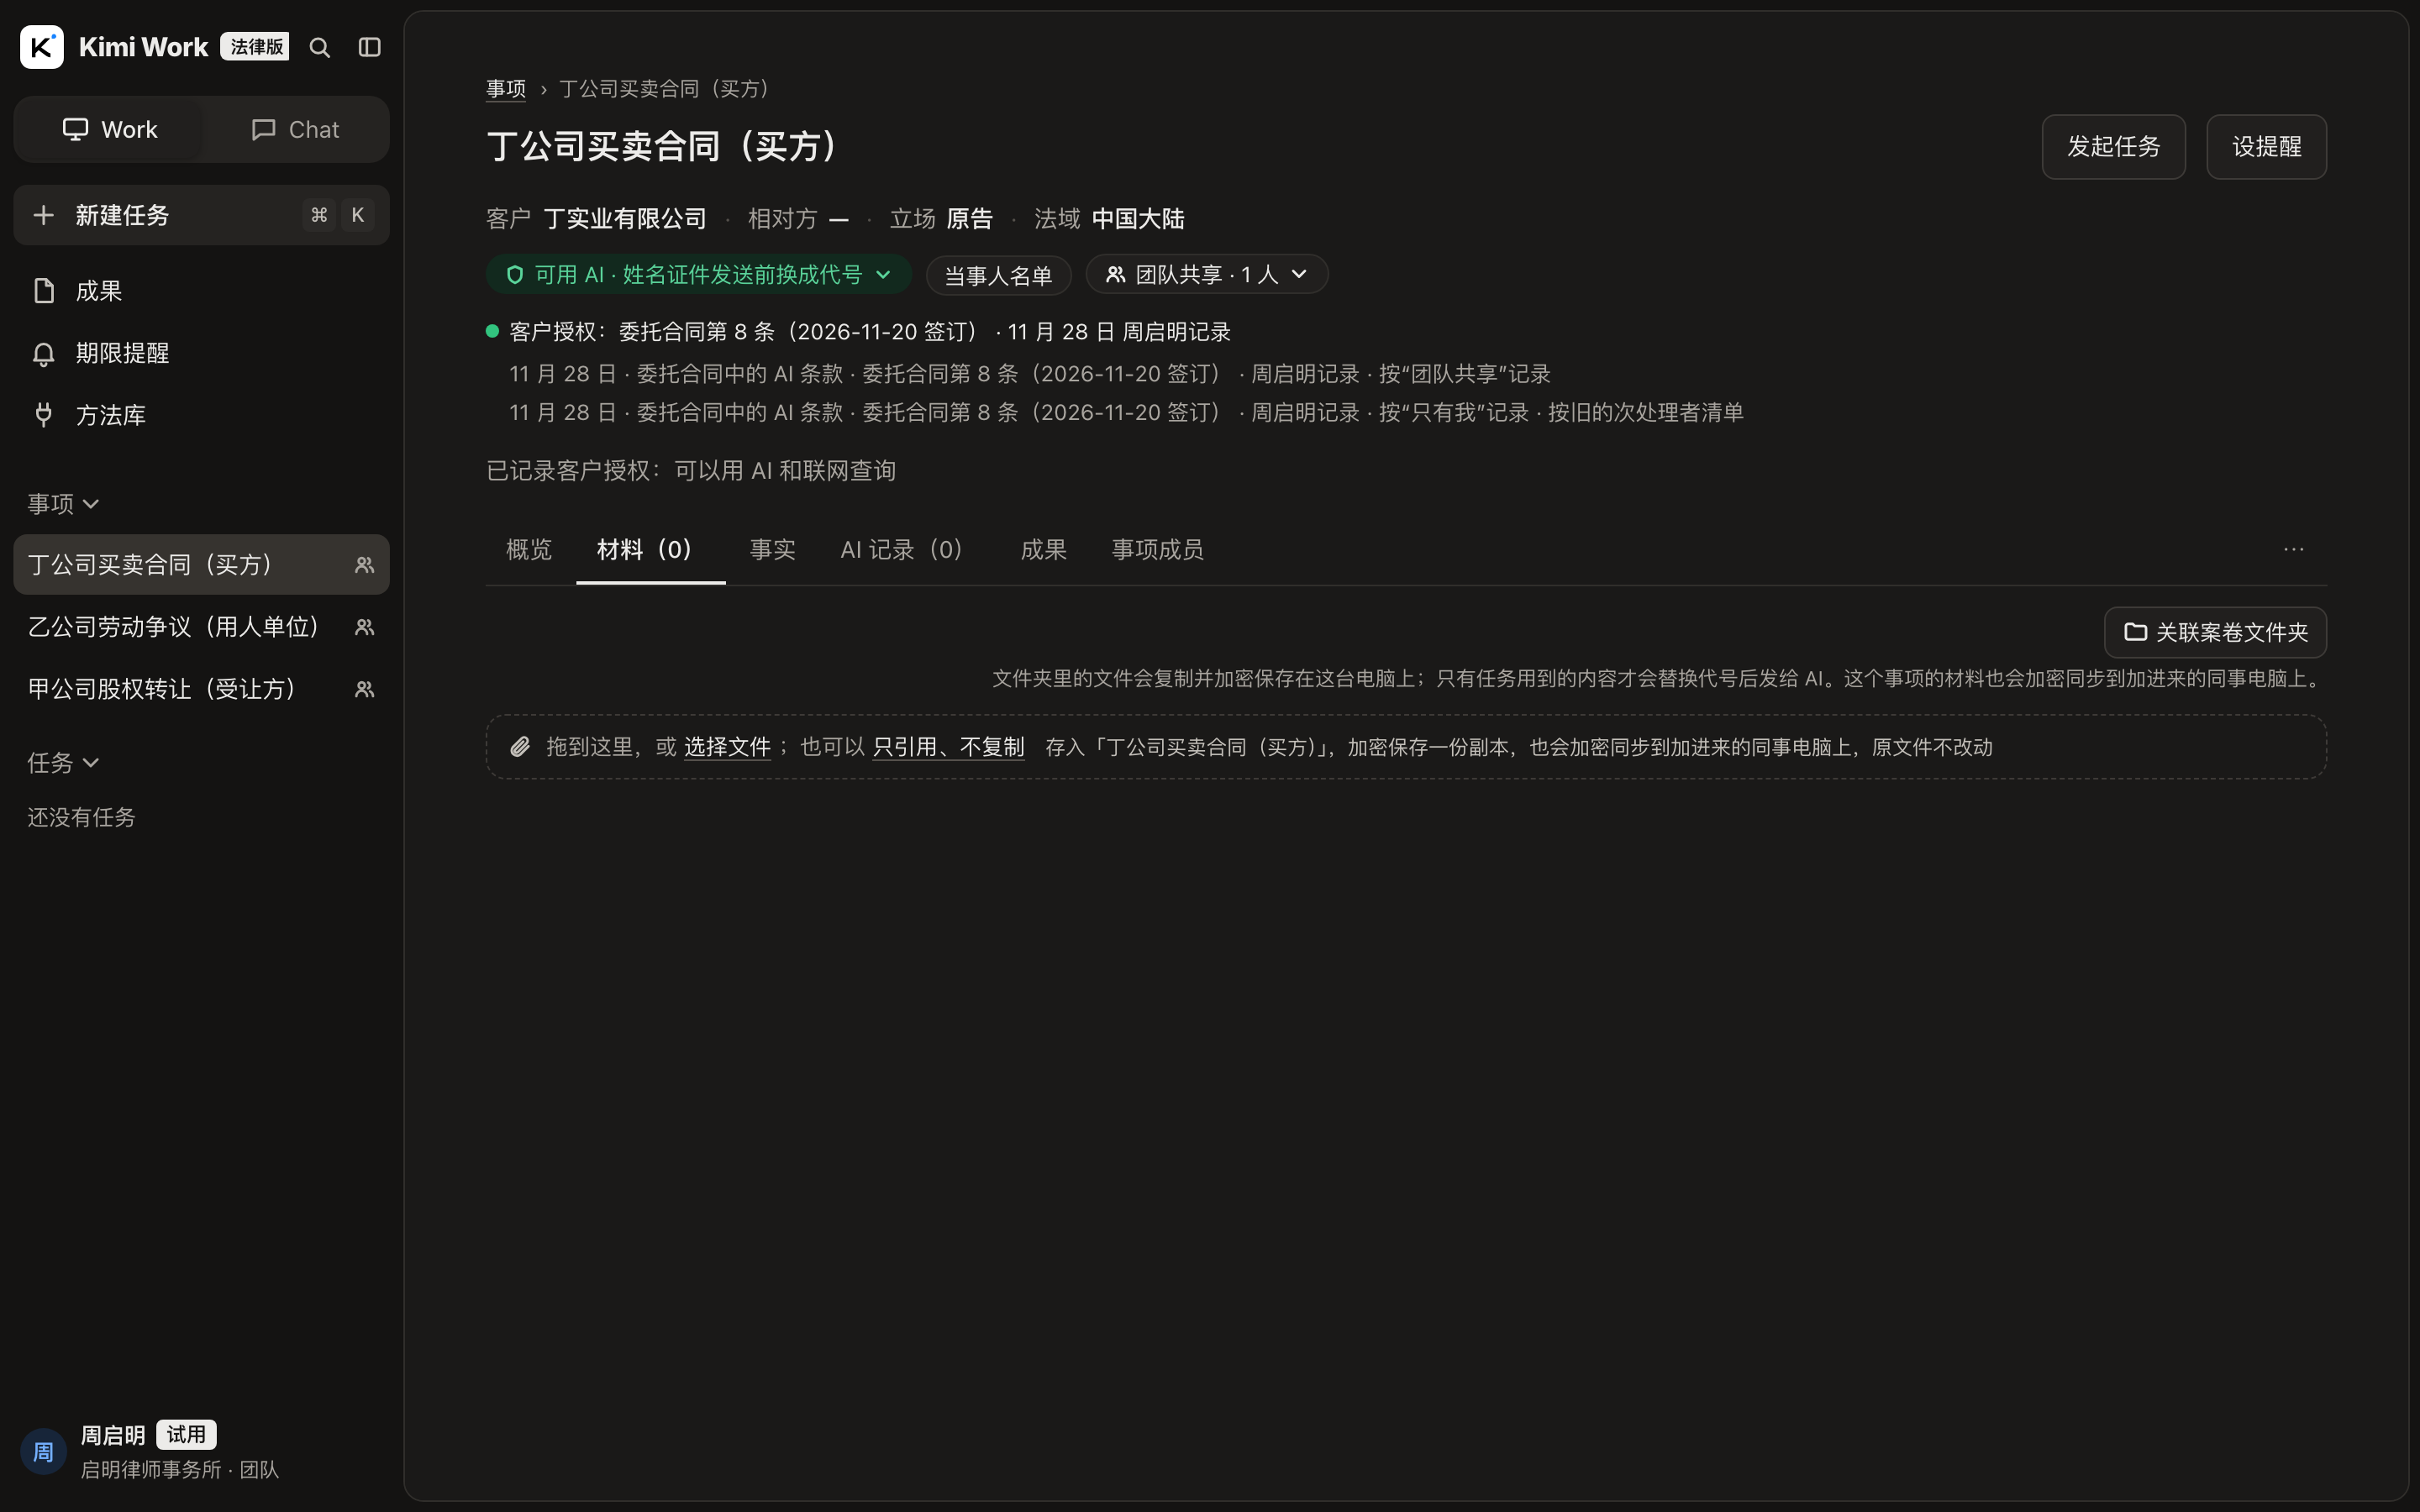 Kimi Work 法律版
Work
Chat
新建任务 ⌘ K
成果
期限提醒
方法库
事项
丁公司买卖合同（买方）
乙公司劳动争议（用人单位）
甲公司股权转让（受让方）
任务
还没有任务
周
周启明 试用
启明律师事务所 · 团队
事项 › 丁公司买卖合同（买方）
丁公司买卖合同（买方）
发起任务
设提醒
客户 丁实业有限公司 · 相对方 — · 立场 原告 · 法域 中国大陆
可用 AI · 姓名证件发送前换成代号
当事人名单
团队共享 · 1 人
客户授权：委托合同第 8 条（2026-11-20 签订） · 11 月 28 日 周启明记录
11 月 28 日 · 委托合同中的 AI 条款 · 委托合同第 8 条（2026-11-20 签订） · 周启明记录 · 按“团队共享”记录
11 月 28 日 · 委托合同中的 AI 条款 · 委托合同第 8 条（2026-11-20 签订） · 周启明记录 · 按“只有我”记录 · 按旧的次处理者清单
已记录客户授权：可以用 AI 和联网查询
概览
材料（0）
事实
AI 记录（0）
成果
事项成员
···
关联案卷文件夹
文件夹里的文件会复制并加密保存在这台电脑上；只有任务用到的内容才会替换代号后发给 AI。这个事项的材料也会加密同步到加进来的同事电脑上。
拖到这里，或 选择文件 ；也可以 只引用、不复制 存入「丁公司买卖合同（买方）」，加密保存一份副本，也会加密同步到加进来的同事电脑上，原文件不改动